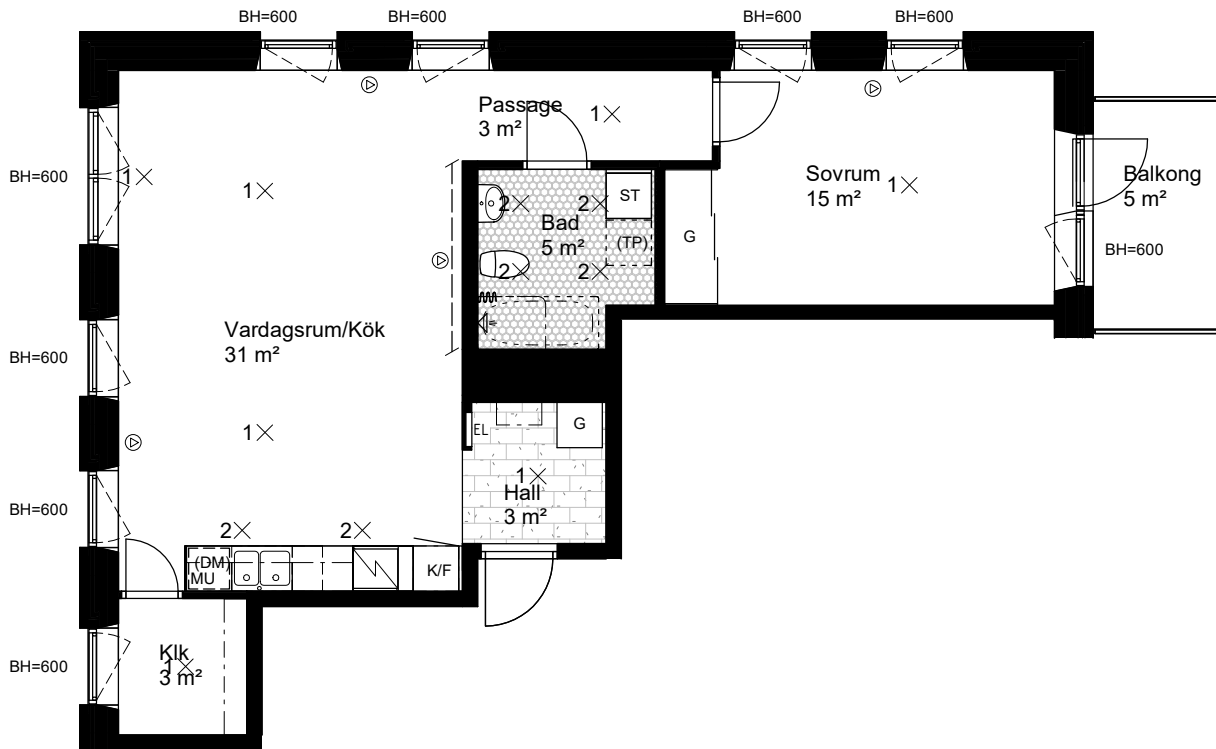 BH=600
BH=600
BH=600
BH=600
Passage
3 m²
1
BH=600
1
1
Sovrum
15 m²
1
Balkong
5 m²
2
2
ST
Bad
5 m²
(TP)
G
BH=600
2
2
Vardagsrum/Kök
31 m²
BH=600
1
EL
G
1
Hall
3 m²
BH=600
2
2
(DM)
MU
K/F
BH=600
Klk
1
3 m²